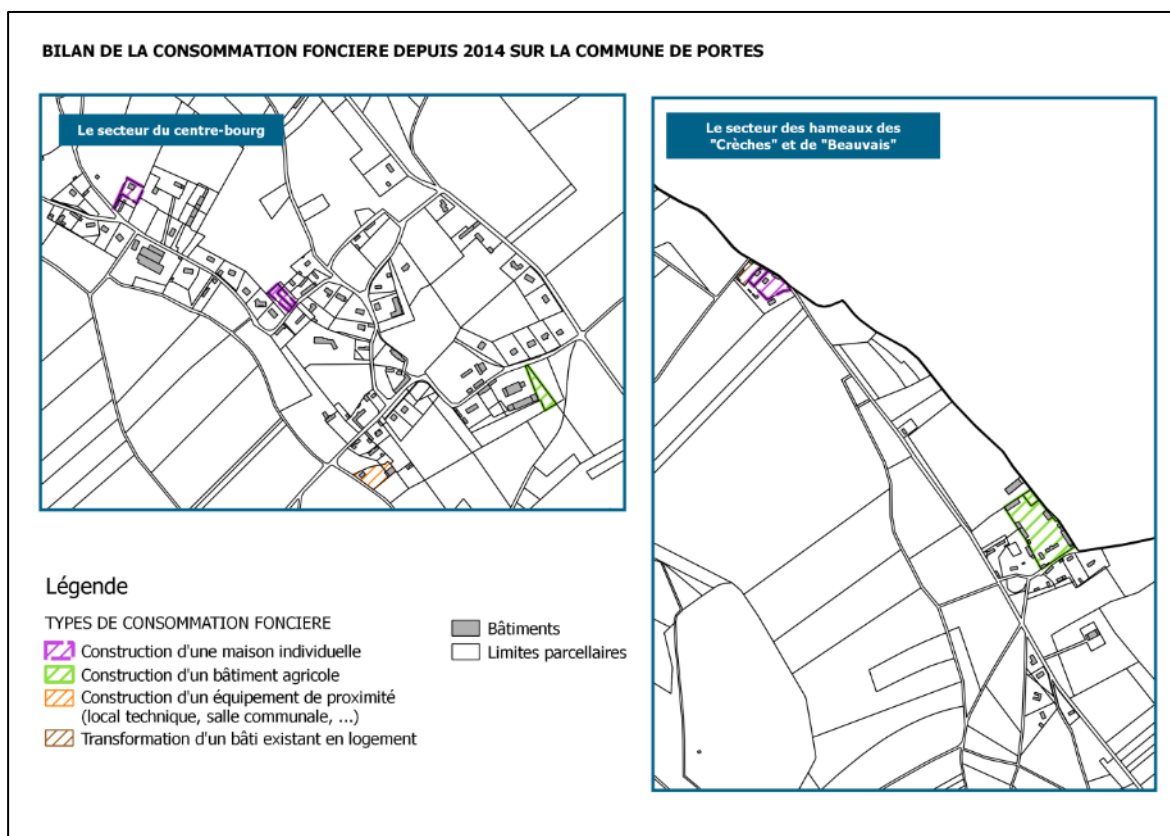 BILAN DE LA CONSOMMATION FONCIERE DEPUIS 2014 SUR LA COMMUNE DE PORTES
Le secteur du centre-bourg
Le secteur des hameaux des
"Crèches" et de "Beauvais"
Légende
TYPES DE CONSOMMATION FONCIERE
Construction d'une maison individuelle
Construction d'un bâtiment agricole
Construction d'un équipement de proximité
(local technique, salle communale, ...)
Transformation d'un bâti existant en logement
Bâtiments
Limites parcellaires